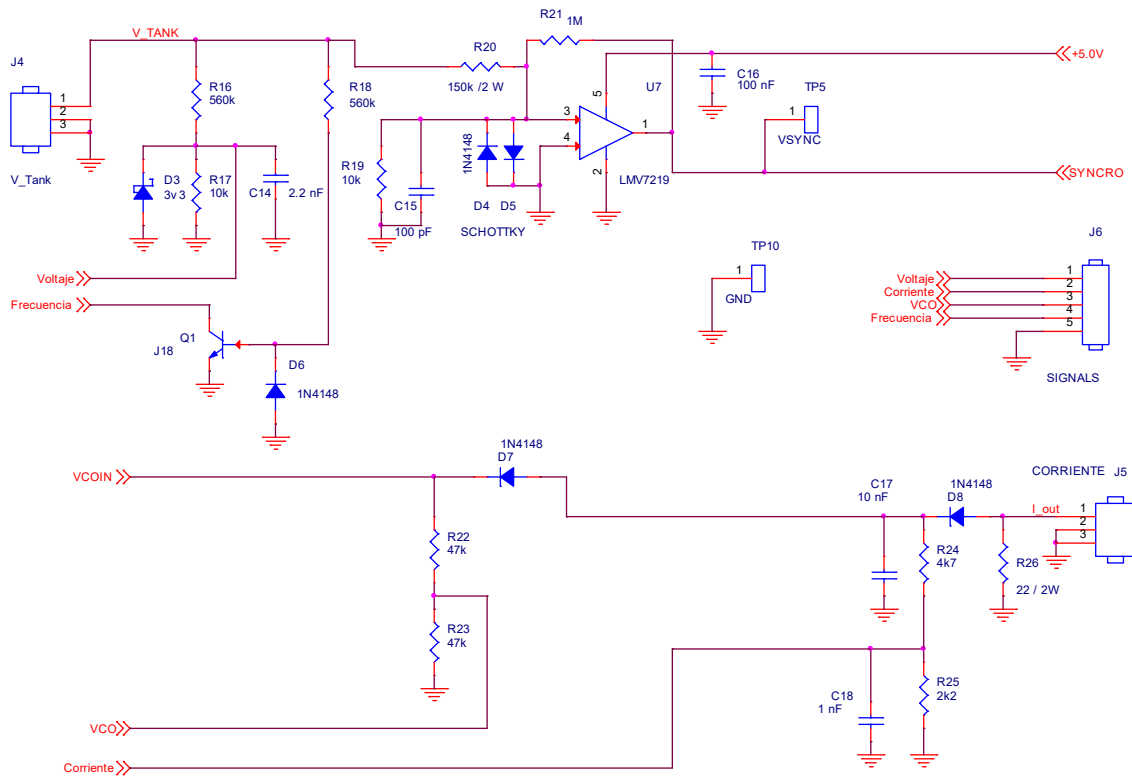 R21
1M
V_TANK
J4
R20
+5.0V
R16
560k
R18
560k
C16
100 nF
TP5
150k /2 W
U7
1
2
3
5
1
VSYNC
3
4
1
1N4148
R19
10k
2
LMV7219
SYNCRO
V_Tank
D3
3v3
R17
10k
C14
2.2 nF
C15
100 pF
D4
D5
SCHOTTKY
J6
TP10
1
GND
Voltaje
Frecuencia
Voltaje
Corriente
VCO
Frecuencia
1
2
3
4
5
Q1
J18
D6
1N4148
SIGNALS
1N4148
D7
VCOIN
CORRIENTE
J5
C17
10 nF
1N4148
D8
I_out
1
2
3
R22
47k
R24
4k7
R26
22 / 2W
R23
47k
R25
2k2
C18
1 nF
VCO
Corriente